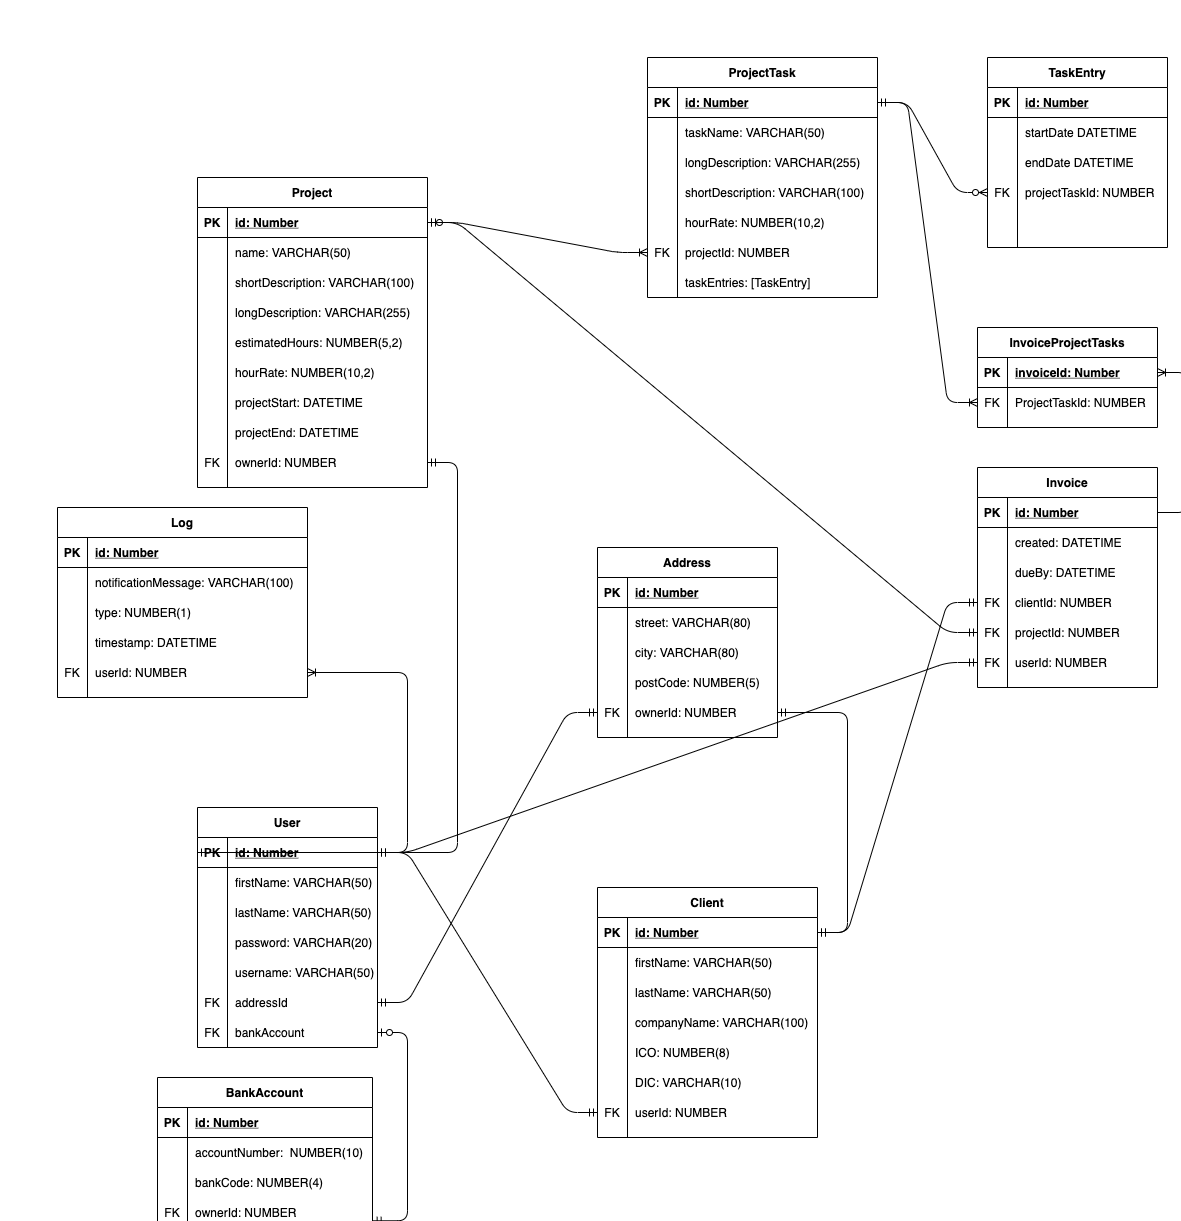 ProjectTask
PK id: Number
taskName: VARCHAR(50)
longDescription: VARCHAR(255)
shortDescription: VARCHAR(100)
hourRate: NUMBER(10,2)
FK projectId: NUMBER
taskEntries: [TaskEntry]
TaskEntry
PK id: Number
startDate DATETIME
endDate DATETIME
FK projectTaskId: NUMBER
Project
PK id: Number
name: VARCHAR(50)
shortDescription: VARCHAR(100)
longDescription: VARCHAR(255)
estimatedHours: NUMBER(5,2)
hourRate: NUMBER(10,2)
projectStart: DATETIME
projectEnd: DATETIME
FK ownerId: NUMBER
InvoiceProjectTasks
PK invoiceId: Number
FK ProjectTaskId: NUMBER
Invoice
PK id: Number
created: DATETIME
dueBy: DATETIME
FK clientId: NUMBER
FK projectId: NUMBER
FK userId: NUMBER
Log
PK id: Number
notificationMessage: VARCHAR(100)
type: NUMBER(1)
timestamp: DATETIME
FK userId: NUMBER
Address
PK id: Number
street: VARCHAR(80)
city: VARCHAR(80)
postCode: NUMBER(5)
FK ownerId: NUMBER
User
PK id: Number
firstName: VARCHAR(50)
lastName: VARCHAR(50)
password: VARCHAR(20)
username: VARCHAR(50)
FK addressId
FK bankAccount
Client
PK id: Number
firstName: VARCHAR(50)
lastName: VARCHAR(50)
companyName: VARCHAR(100)
ICO: NUMBER(8)
DIC: VARCHAR(10)
FK userId: NUMBER
BankAccount
PK id: Number
accountNumber: NUMBER(10)
bankCode: NUMBER(4)
FK ownerId: NUMBER